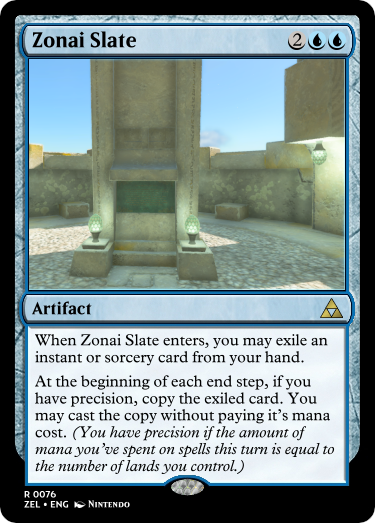 Zonai Slate 2
Artifact
When Zonai Slate enters, you may exile an
instant or sorcery card from your hand.
At the beginning of each end step, if you
have precision, copy the exiled card. You
may cast the copy without paying it's mana
cost. (You have precision if the amount of
mana you've spent on spells this turn is equal to
the number of lands you control.)
R 0076
ZEL • ENG Nintendo